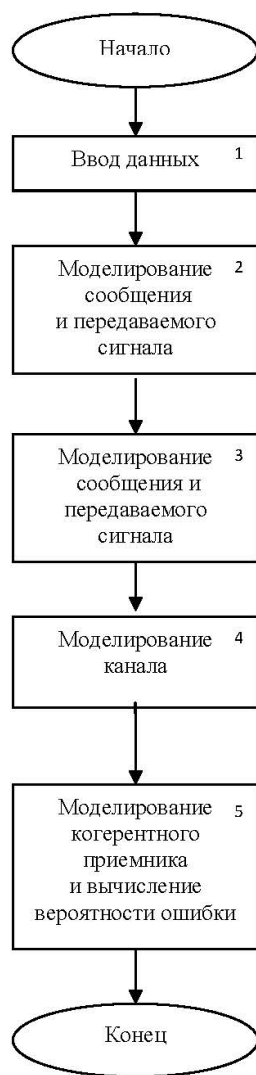 Начало
Ввод данных 1
Моделирование 2
сообщения
и передаваемого
сигнала
Моделирование 3
сообщения и
передаваемого
сигнала
Моделирование 4
канала
Моделирование 5
когерентного
приемника
и вычисление
вероятности ошибки
Конец